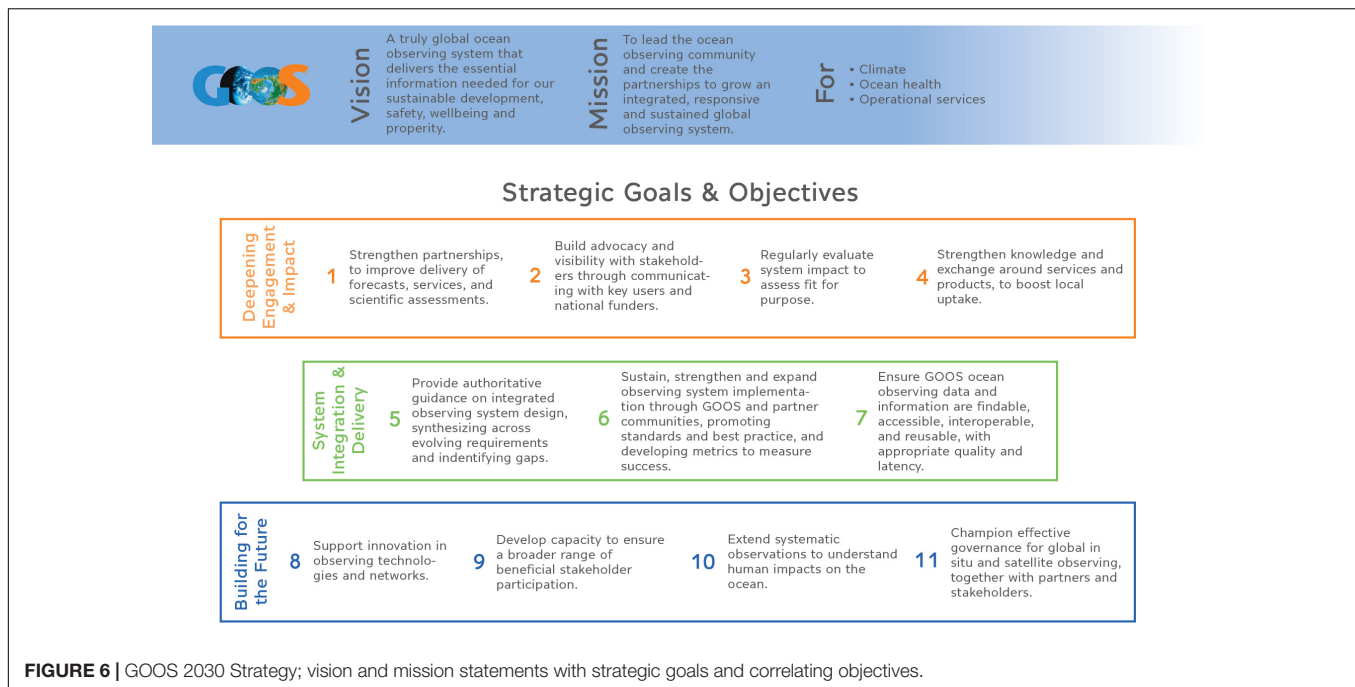 GOOS
Vision
A truly global ocean
observing system that
delivers the essential
information needed for our
sustainable development,
safety, wellbeing and
properity.
Mission
To lead the ocean
observing community
and create the
partnerships to grow an
integrated, responsive
and sustained global
observing system.
For
• Climate
• Ocean health
• Operational services
Strategic Goals & Objectives
Deepening
Engagement
& Impact
1
Strengthen partnerships,
to improve delivery of
forecasts, services, and
scientific assessments.
2
Build advocacy and
visibility with stakehold-
ers through communicat-
ing with key users and
national funders.
3
Regularly evaluate
system impact to
assess fit for
purpose.
4
Strengthen knowledge and
exchange around services and
products, to boost local
uptake.
System
Integration &
Delivery
5
Provide authoritative
guidance on integrated
observing system design,
synthesizing across
evolving requirements
and indentifying gaps.
6
Sustain, strengthen and expand
observing system implementa-
tion through GOOS and partner
communities, promoting
standards and best practice, and
developing metrics to measure
success.
7
Ensure GOOS ocean
observing data and
information are findable,
accessible, interoperable,
and reusable, with
appropriate quality and
latency.
Building for
the Future
8
Support innovation in
observing technolo-
gies and networks.
9
Develop capacity to ensure
a broader range of
beneficial stakeholder
participation.
10
Extend systematic
observations to understand
human impacts on the
ocean.
11
Champion effective
governance for global in
situ and satellite observing,
together with partners and
stakeholders.
FIGURE 6 | GOOS 2030 Strategy; vision and mission statements with strategic goals and correlating objectives.